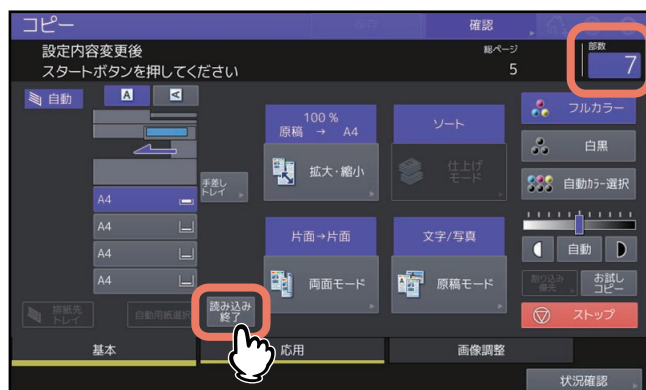 コピー
確認
設定内容変更後
スタートボタンを押してください
総ページ
5
部数
7
自動
A
A
100 %
原稿 → A4
ソート
フルカラー
拡大・縮小
仕上げ
モード
白黒
自動カラー選択
手差し
トレイ
A4
A4
A4
A4
片面→片面
文字/写真
両面モード
原稿モード
自動
割り込み
優先
お試し
コピー
排紙先
トレイ
自動用紙選択
読み込み
終了
ストップ
基本
応用
画像調整
状況確認